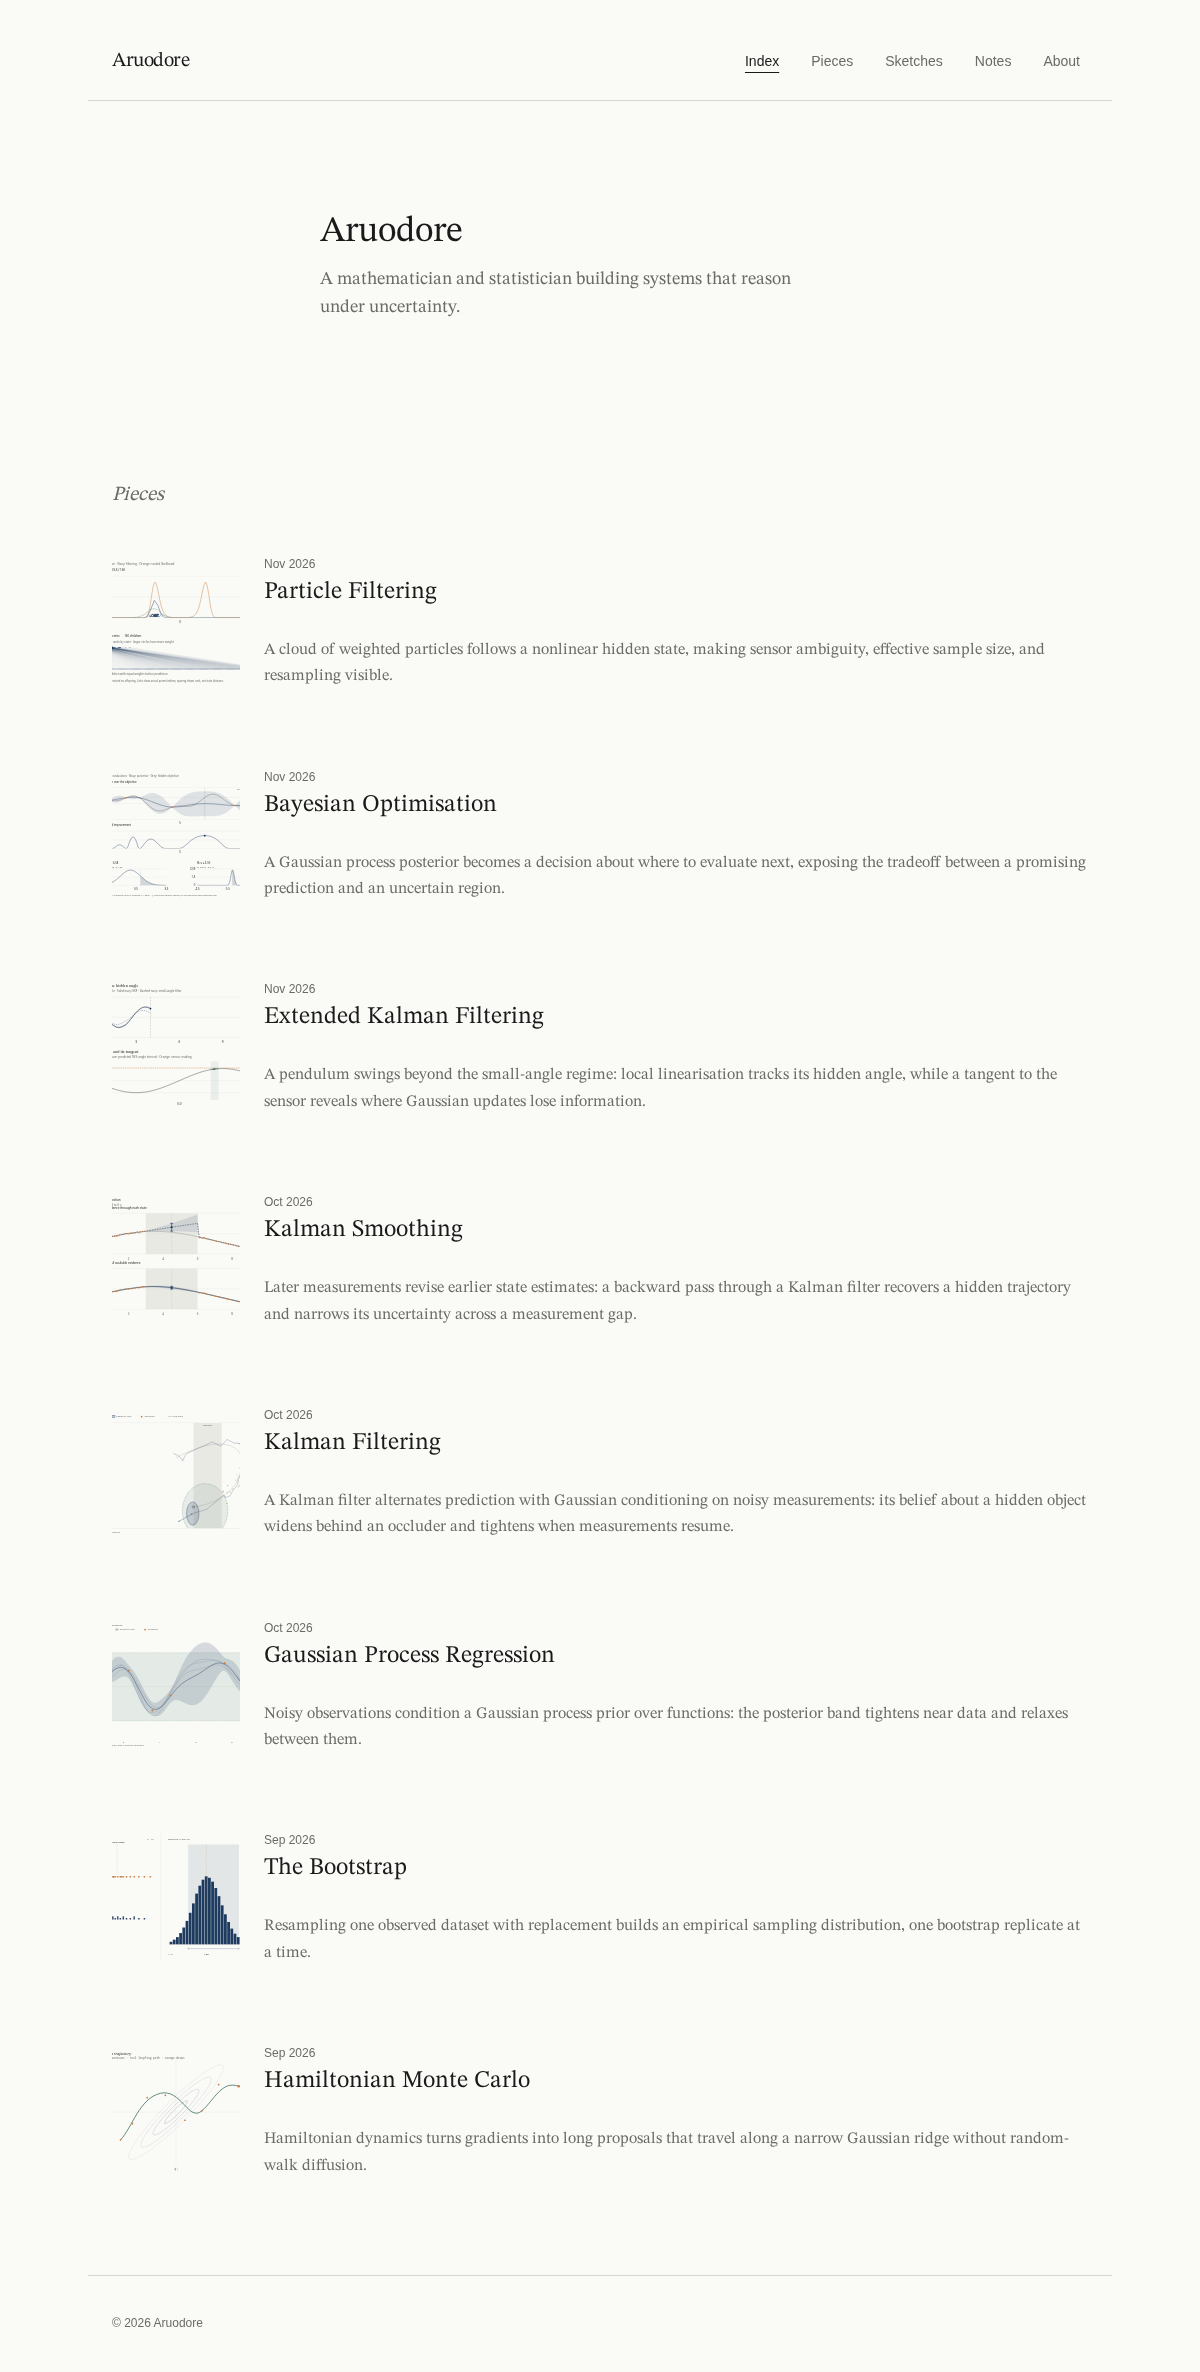 Aruodore
Index Pieces Sketches Notes About
Aruodore
A mathematician and statistician building systems that reason
under uncertainty.
Pieces
Nov 2026
Particle Filtering
A cloud of weighted particles follows a nonlinear hidden state, making sensor ambiguity, effective sample size, and
resampling visible.
Nov 2026
Bayesian Optimisation
A Gaussian process posterior becomes a decision about where to evaluate next, exposing the tradeoff between a promising
prediction and an uncertain region.
Nov 2026
Extended Kalman Filtering
A pendulum swings beyond the small-angle regime: local linearisation tracks its hidden angle, while a tangent to the
sensor reveals where Gaussian updates lose information.
Oct 2026
Kalman Smoothing
Later measurements revise earlier state estimates: a backward pass through a Kalman filter recovers a hidden trajectory
and narrows its uncertainty across a measurement gap.
Oct 2026
Kalman Filtering
A Kalman filter alternates prediction with Gaussian conditioning on noisy measurements: its belief about a hidden object
widens behind an occluder and tightens when measurements resume.
Oct 2026
Gaussian Process Regression
Noisy observations condition a Gaussian process prior over functions: the posterior band tightens near data and relaxes
between them.
Sep 2026
The Bootstrap
Resampling one observed dataset with replacement builds an empirical sampling distribution, one bootstrap replicate at
a time.
Sep 2026
Hamiltonian Monte Carlo
Hamiltonian dynamics turns gradients into long proposals that travel along a narrow Gaussian ridge without random-
walk diffusion.
© 2026 Aruodore